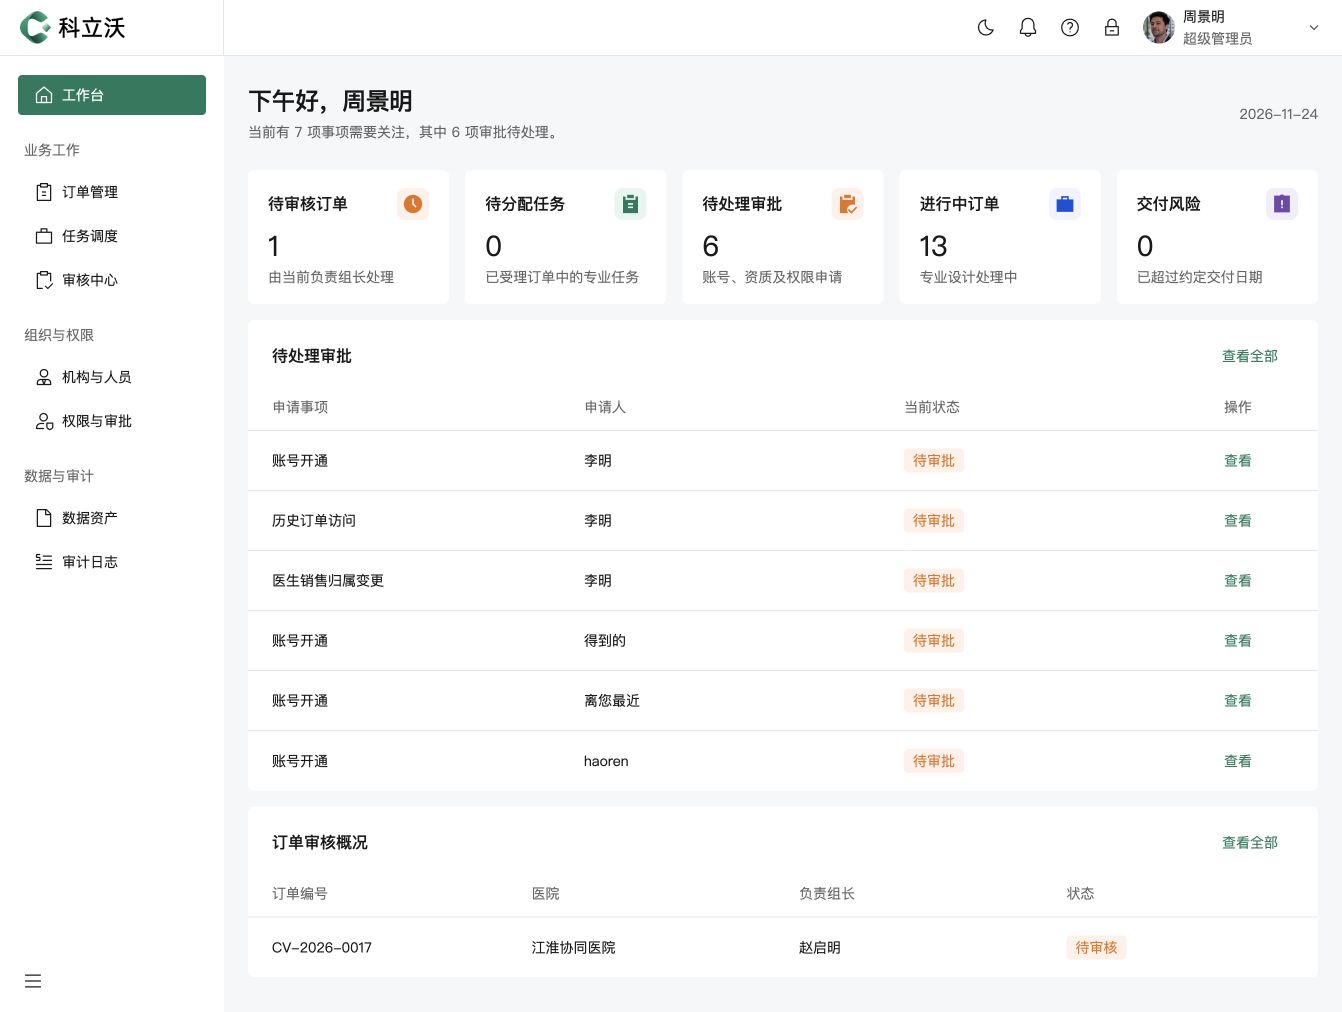 科立沃
周景明
超级管理员
工作台
业务工作
订单管理
任务调度
审核中心
组织与权限
机构与人员
权限与审批
数据与审计
数据资产
审计日志
下午好，周景明
当前有 7 项事项需要关注，其中 6 项审批待处理。
2026-11-24
待审核订单
1
由当前负责组长处理
待分配任务
0
已受理订单中的专业任务
待处理审批
6
账号、资质及权限申请
进行中订单
13
专业设计处理中
交付风险
0
已超过约定交付日期
待处理审批 查看全部
申请事项 申请人 当前状态 操作
账号开通 李明 待审批 查看
历史订单访问 李明 待审批 查看
医生销售归属变更 李明 待审批 查看
账号开通 得到的 待审批 查看
账号开通 离您最近 待审批 查看
账号开通 haoren 待审批 查看
订单审核概况 查看全部
订单编号 医院 负责组长 状态
CV-2026-0017 江淮协同医院 赵启明 待审核